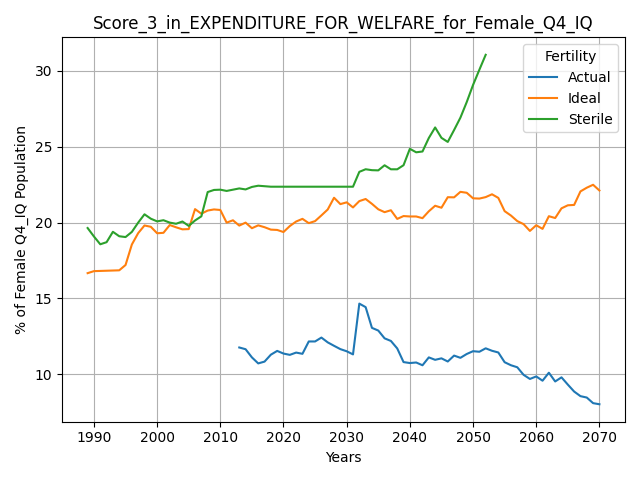 Score_3_in_EXPENDITURE_FOR_WELFARE_for_Female_Q4_IQ
% of Female Q4_IQ Population
30
25
20
15
10
Fertility
Actual
Ideal
Sterile
1990 2000 2010 2020 2030 2040 2050 2060 2070
Years